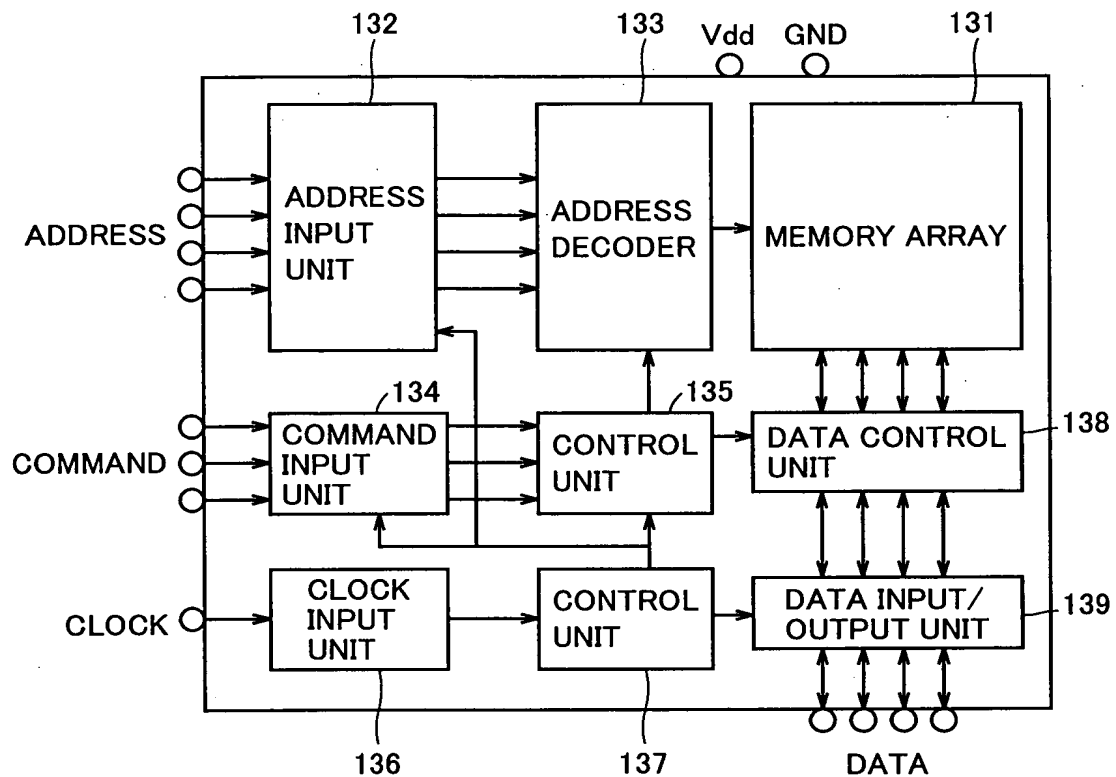 132
133
Vdd
GND
131
ADDRESS
ADDRESS
INPUT
UNIT
ADDRESS
DECODER
MEMORY ARRAY
134
135
COMMAND
COMMAND
INPUT
UNIT
CONTROL
UNIT
DATA CONTROL
UNIT
138
CLOCK
CLOCK
INPUT
UNIT
CONTROL
UNIT
DATA INPUT/
OUTPUT UNIT
139
136
137
DATA